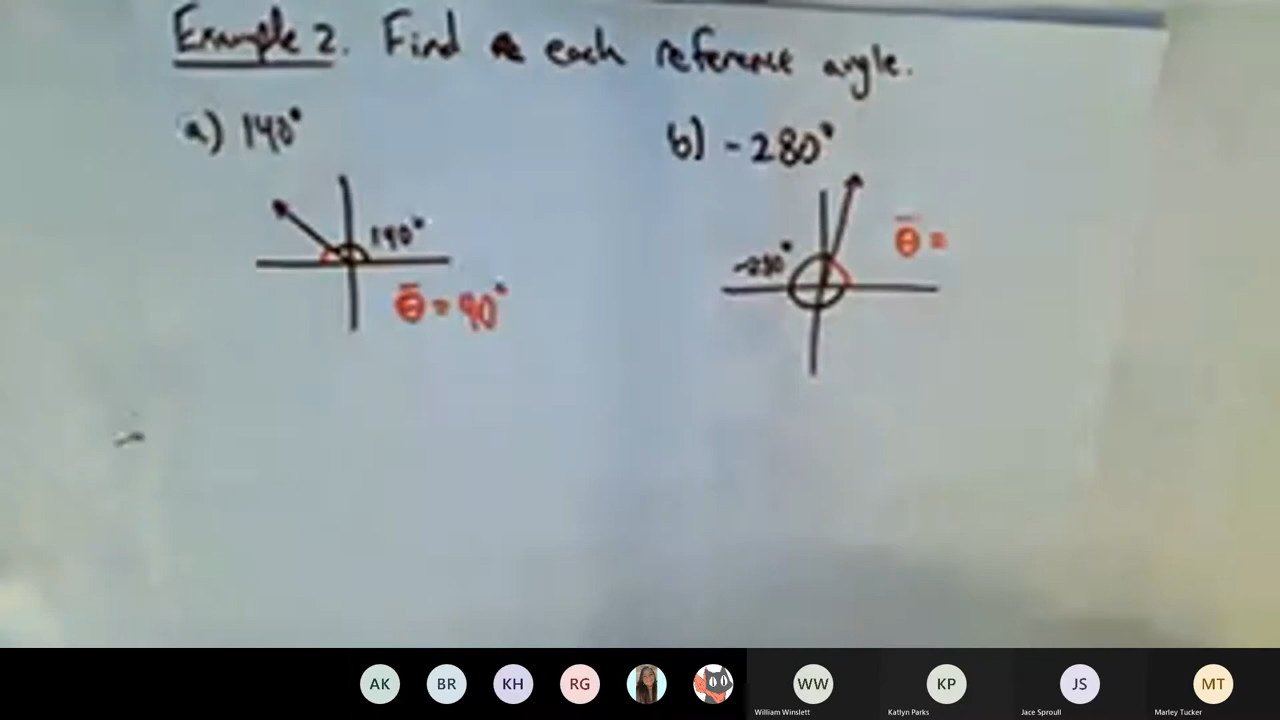 Example 2. Find each reference angle.
a) 140° b) -280°
140°
θ̄ = 40°
-280°
θ̄ =
AK BR KH RG WW KP JS MT
William Winslett Katlyn Parks Jace Sproull Marley Tucker